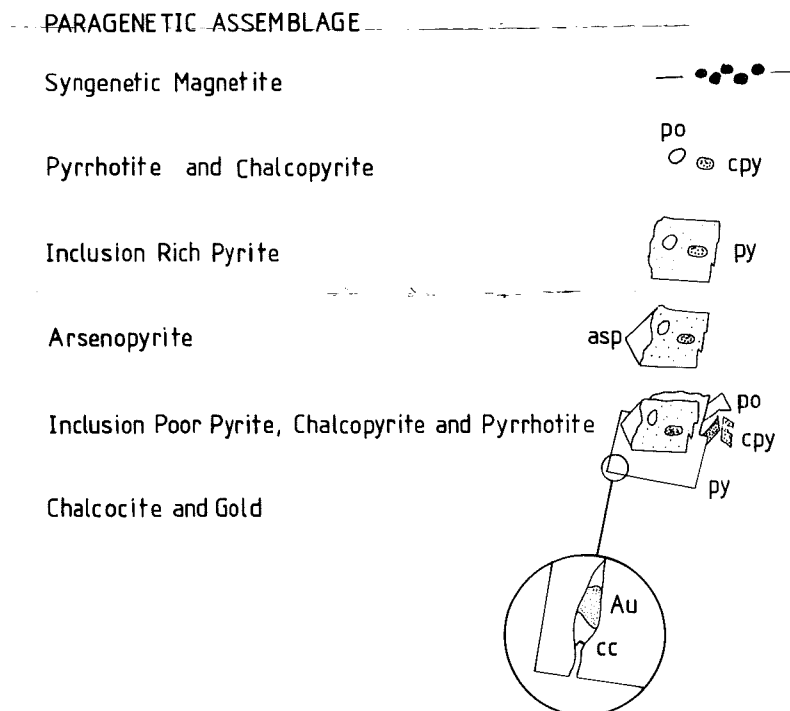 PARAGENETIC ASSEMBLAGE
Syngenetic Magnetite
po
Pyrrhotite and Chalcopyrite
cpy
Inclusion Rich Pyrite
py
Arsenopyrite
asp
po
Inclusion Poor Pyrite, Chalcopyrite and Pyrrhotite
cpy
py
Chalcocite and Gold
Au
cc